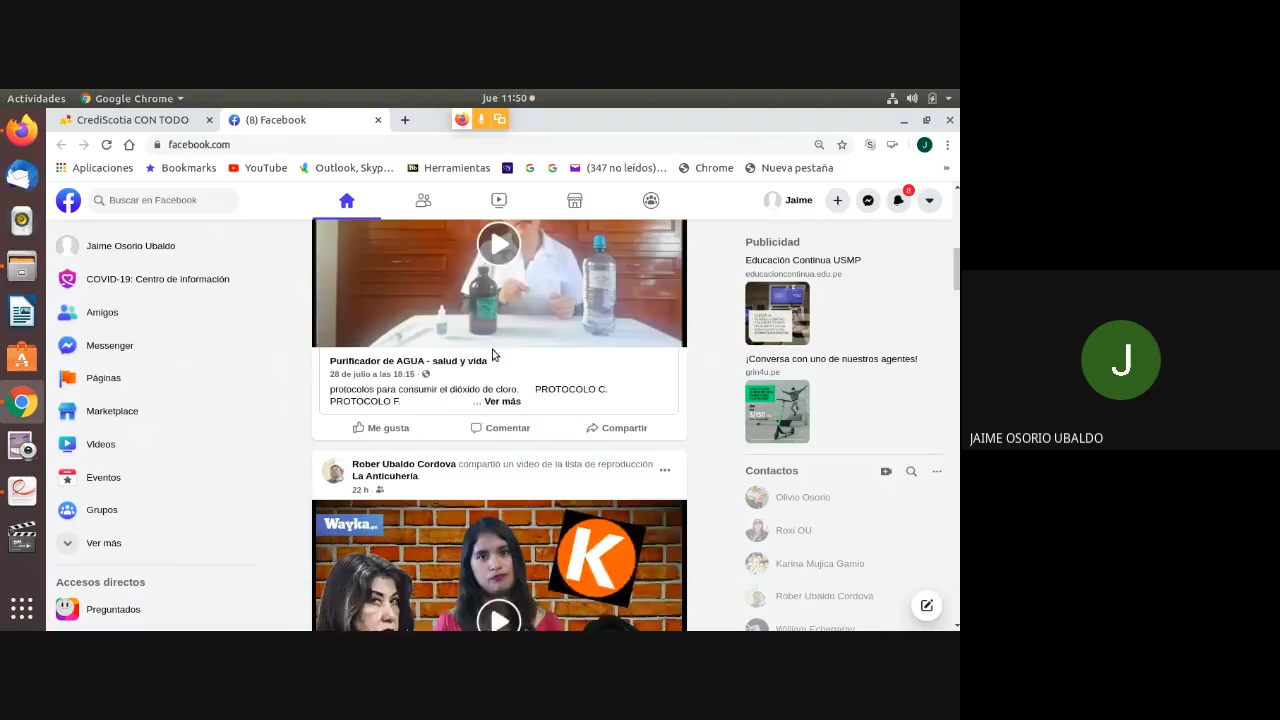 Actividades Google Chrome jue 11:50
CrediScotia CON TODO (8) Facebook
facebook.com J
Aplicaciones Bookmarks YouTube Outlook, Skyp… Herramientas (347 no leídos)… Chrome Nueva pestaña »
Buscar en Facebook Jaime 8
Jaime Osorio Ubaldo
COVID-19: Centro de información
Amigos
Messenger
Páginas
Marketplace
Videos
Eventos
Grupos
Ver más
Accesos directos
Preguntados
Purificador de AGUA - salud y vida
28 de julio a las 18:15 ·
protocolos para consumir el dióxido de cloro. PROTOCOLO C.
PROTOCOLO F. ... Ver más
Me gusta Comentar Compartir
Rober Ubaldo Cordova compartió un video de la lista de reproducción
La Anticuhería.
22 h ·
Wayka.pe
K
Publicidad
Educación Continua USMP
educacioncontinua.edu.pe
¡Conversa con uno de nuestros agentes!
grin4u.pe
S/150
Contactos
Olivio Osorio
Roxi OU
Karina Mujica Gamio
Rober Ubaldo Cordova
William Echegaray
J
JAIME OSORIO UBALDO